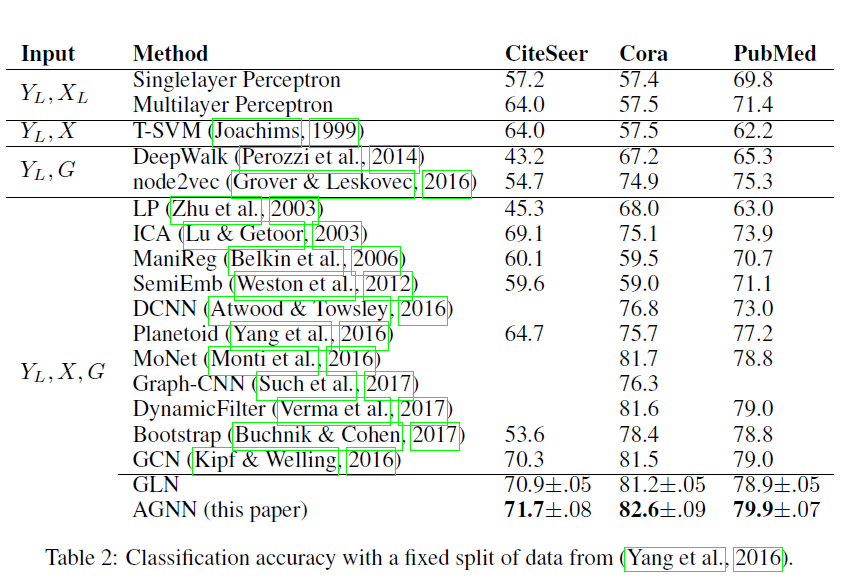 Input Method CiteSeer Cora PubMed
Y_L, X_L Singlelayer Perceptron 57.2 57.4 69.8
Multilayer Perceptron 64.0 57.5 71.4
Y_L, X T-SVM (Joachims, 1999) 64.0 57.5 62.2
Y_L, G DeepWalk (Perozzi et al., 2014) 43.2 67.2 65.3
node2vec (Grover & Leskovec, 2016) 54.7 74.9 75.3
Y_L, X, G LP (Zhu et al., 2003) 45.3 68.0 63.0
ICA (Lu & Getoor, 2003) 69.1 75.1 73.9
ManiReg (Belkin et al., 2006) 60.1 59.5 70.7
SemiEmb (Weston et al., 2012) 59.6 59.0 71.1
DCNN (Atwood & Towsley, 2016) 76.8 73.0
Planetoid (Yang et al., 2016) 64.7 75.7 77.2
MoNet (Monti et al., 2016) 81.7 78.8
Graph-CNN (Such et al., 2017) 76.3
DynamicFilter (Verma et al., 2017) 81.6 79.0
Bootstrap (Buchnik & Cohen, 2017) 53.6 78.4 78.8
GCN (Kipf & Welling, 2016) 70.3 81.5 79.0
GLN 70.9±.05 81.2±.05 78.9±.05
AGNN (this paper) 71.7±.08 82.6±.09 79.9±.07
Table 2: Classification accuracy with a fixed split of data from (Yang et al., 2016).